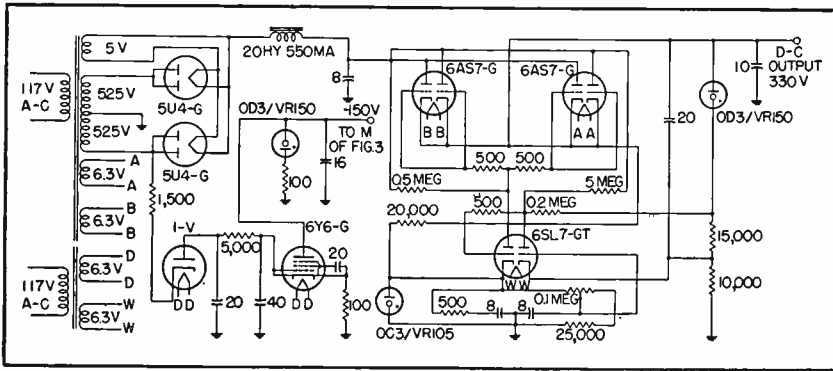 5V
117V
A-C
525V
525V
5U4-G
5U4-G
A
6.3V
A
B
6.3V
B
117V
A-C
D
6.3V
D
W
6.3V
W
1,500
1-V
DD
5,000
20
40
20HY 550MA
8
OD3/VR150
100
-150V
TO M
OF FIG.3
16
6Y6-G
DD
20
100
6AS7-G
BB
6AS7-G
AA
500
500
0.5 MEG
5 MEG
500
0.2 MEG
20,000
6SL7-GT
WW
OC3/VR105
500
8
8
0.1 MEG
25,000
20
10
D-C
OUTPUT
330V
OD3/VR150
15,000
10,000